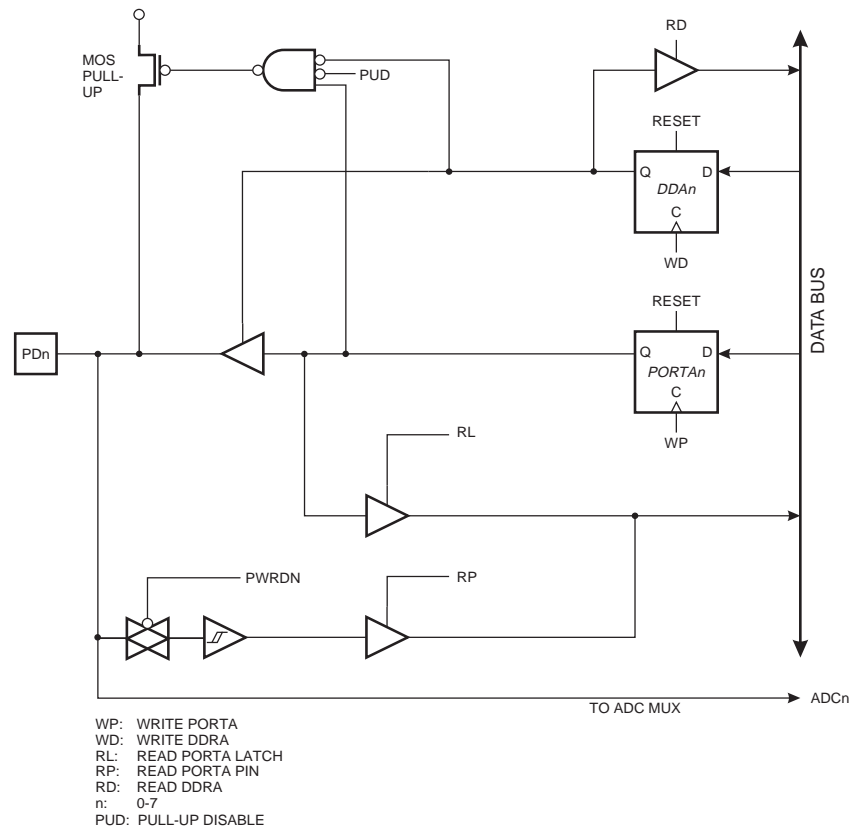 RD
MOS
PULL-
UP
PUD
RESET
Q D
DDAn
C
WD
RESET
PDn
Q D
PORTAn
C
WP
DATA BUS
RL
PWRDN
RP
TO ADC MUX
ADCn
WP: WRITE PORTA
WD: WRITE DDRA
RL: READ PORTA LATCH
RP: READ PORTA PIN
RD: READ DDRA
n: 0-7
PUD: PULL-UP DISABLE